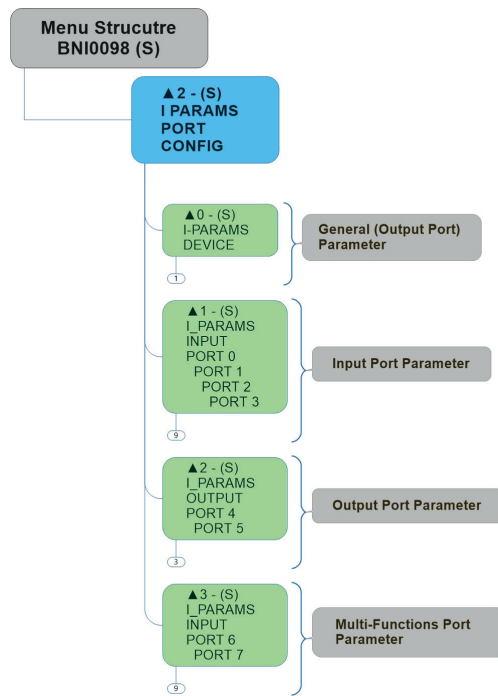 Menu Strucutre
BNI0098 (S)
▲2 - (S)
I PARAMS
PORT
CONFIG
▲0 - (S)
I-PARAMS
DEVICE
General (Output Port)
Parameter
1
▲1 - (S)
I_PARAMS
INPUT
PORT 0
PORT 1
PORT 2
PORT 3
Input Port Parameter
9
▲2 - (S)
I_PARAMS
OUTPUT
PORT 4
PORT 5
Output Port Parameter
3
▲3 - (S)
I_PARAMS
INPUT
PORT 6
PORT 7
Multi-Functions Port
Parameter
9